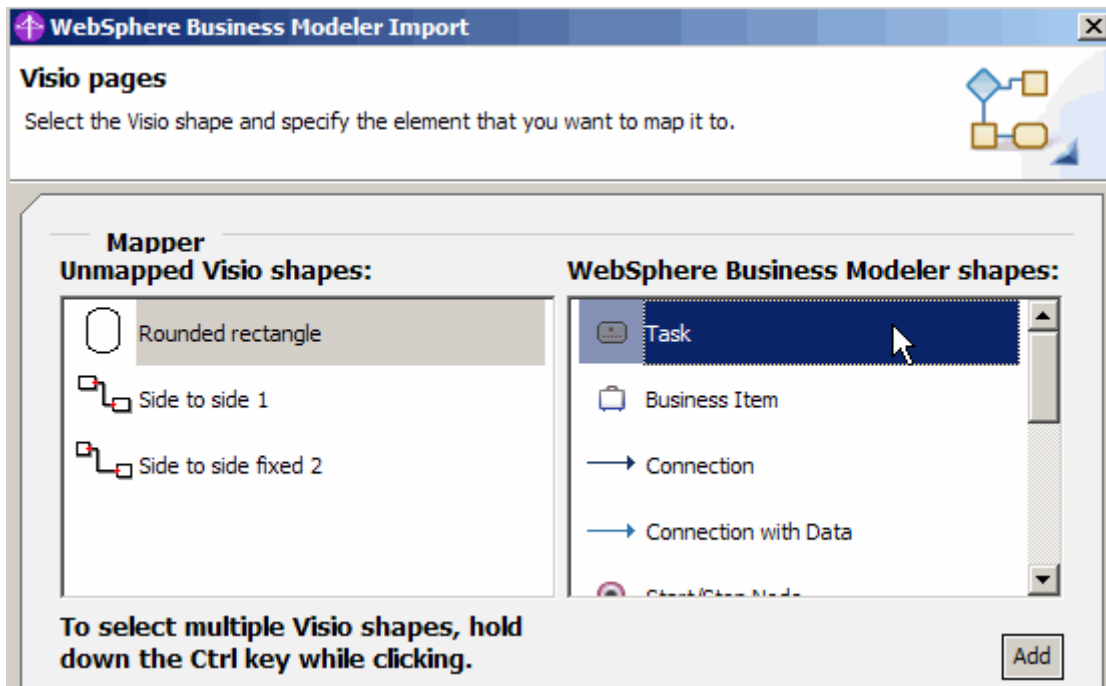 WebSphere Business Modeler Import
Visio pages
Select the Visio shape and specify the element that you want to map it to.
Mapper
Unmapped Visio shapes:
WebSphere Business Modeler shapes:
Rounded rectangle
Side to side 1
Side to side fixed 2
Task
Business Item
Connection
Connection with Data
Start/Stop Node
To select multiple Visio shapes, hold
down the Ctrl key while clicking.
Add